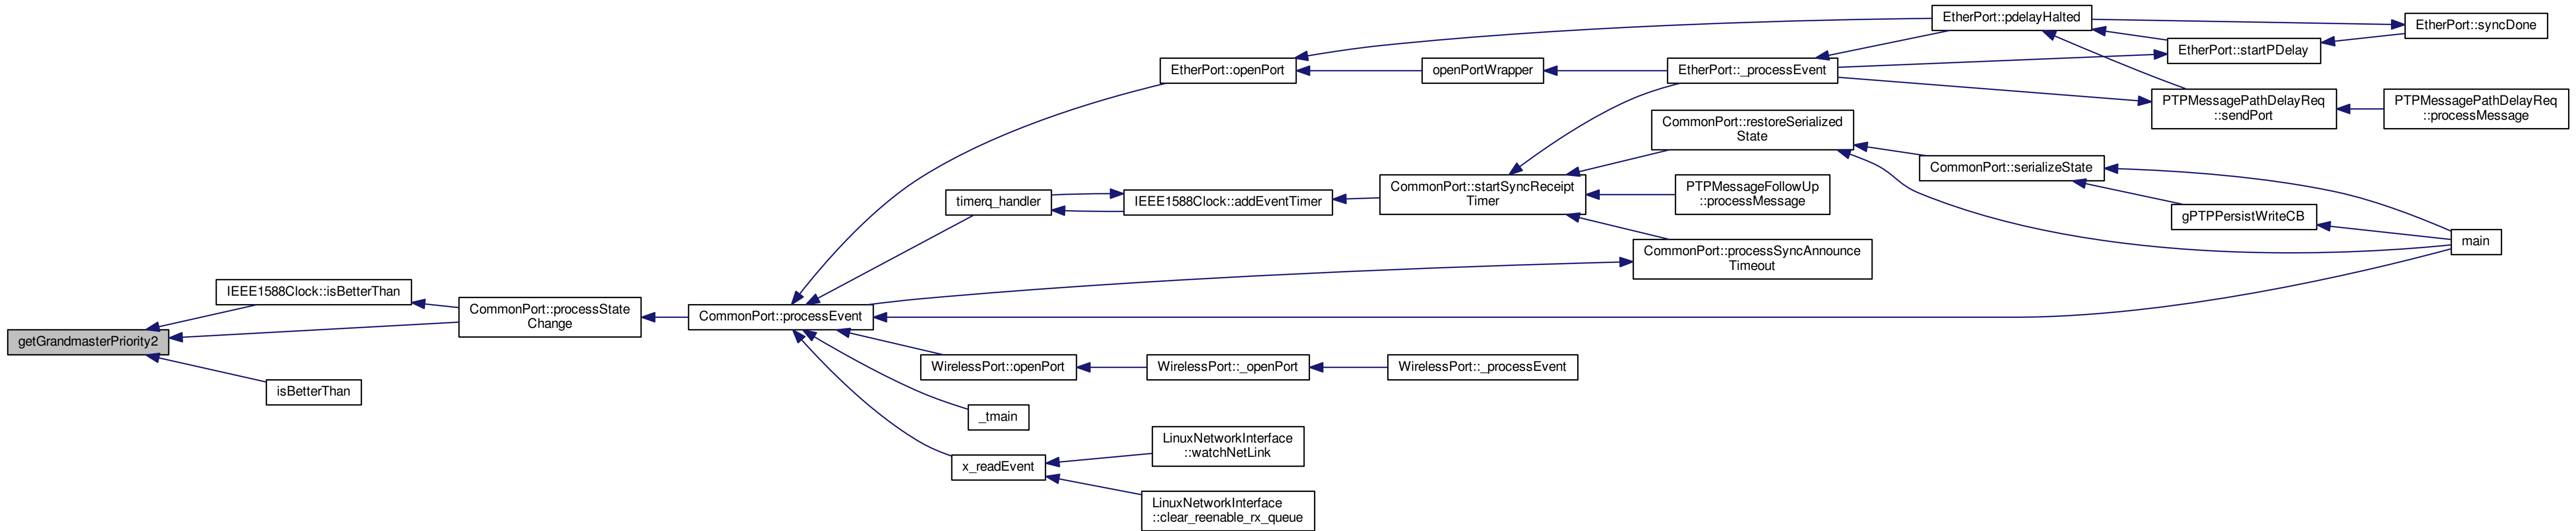 getGrandmasterPriority2
IEEE1588Clock::isBetterThan
isBetterThan
CommonPort::processState
Change
CommonPort::processEvent
EtherPort::openPort
timerq_handler
WirelessPort::openPort
_tmain
x_readEvent
openPortWrapper
IEEE1588Clock::addEventTimer
WirelessPort::_openPort
LinuxNetworkInterface
::watchNetLink
LinuxNetworkInterface
::clear_reenable_rx_queue
CommonPort::startSyncReceipt
Timer
WirelessPort::_processEvent
EtherPort::_processEvent
CommonPort::restoreSerialized
State
PTPMessageFollowUp
::processMessage
CommonPort::processSyncAnnounce
Timeout
EtherPort::pdelayHalted
CommonPort::serializeState
EtherPort::startPDelay
PTPMessagePathDelayReq
::sendPort
gPTPPersistWriteCB
EtherPort::syncDone
PTPMessagePathDelayReq
::processMessage
main